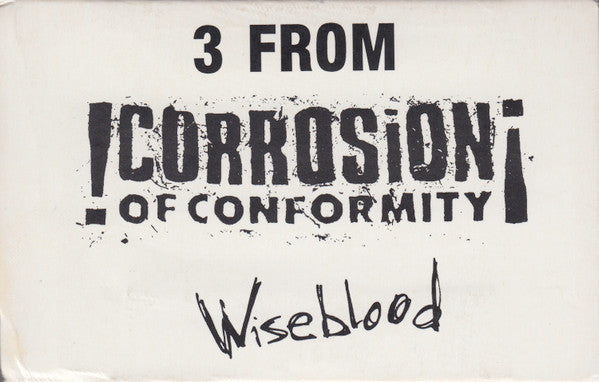 3 FROM
!CORROSiON¡
OF CONFORMITY
Wiseblood